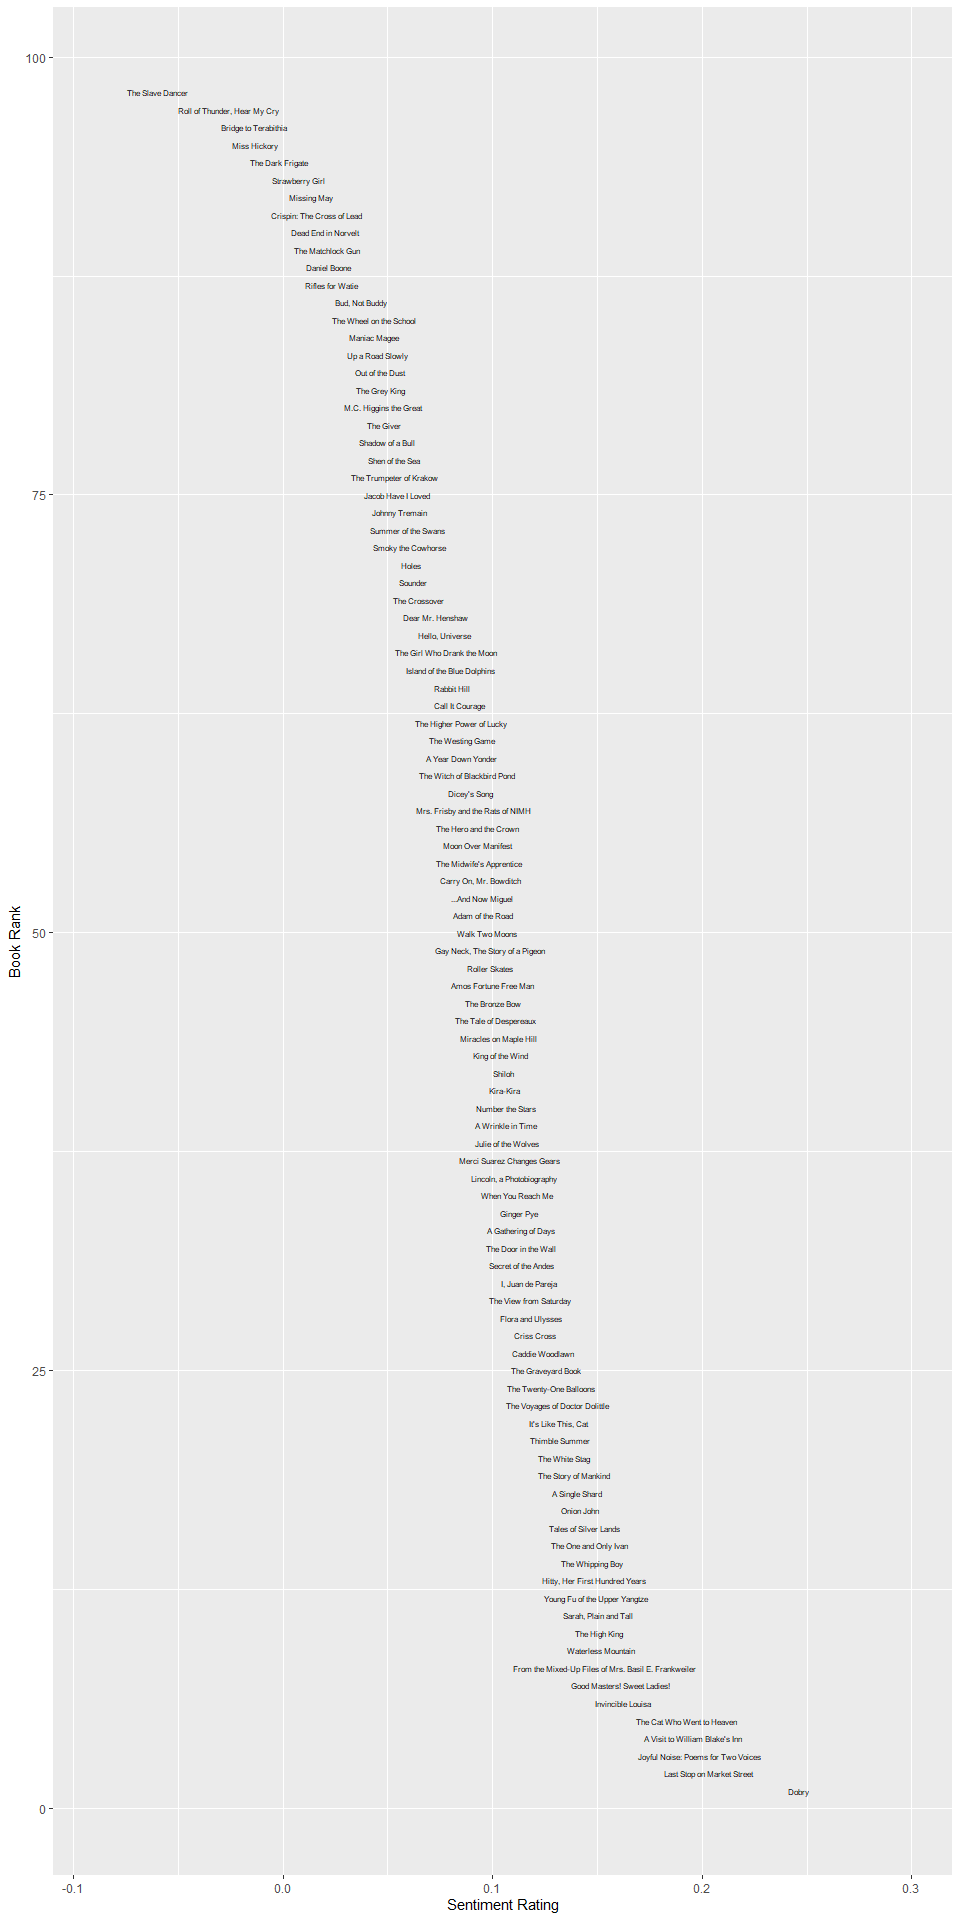 100
The Slave Dancer
Roll of Thunder, Hear My Cry
Bridge to Terabithia
Miss Hickory
The Dark Frigate
Strawberry Girl
Missing May
Crispin: The Cross of Lead
Dead End in Norvelt
The Matchlock Gun
Daniel Boone
Rifles for Watie
Bud, Not Buddy
The Wheel on the School
Maniac Magee
Up a Road Slowly
Out of the Dust
The Grey King
M.C. Higgins the Great
The Giver
Shadow of a Bull
Shen of the Sea
The Trumpeter of Krakow
75
Jacob Have I Loved
Johnny Tremain
Summer of the Swans
Smoky the Cowhorse
Holes
Sounder
The Crossover
Dear Mr. Henshaw
Hello, Universe
The Girl Who Drank the Moon
Island of the Blue Dolphins
Rabbit Hill
Call It Courage
The Higher Power of Lucky
The Westing Game
A Year Down Yonder
The Witch of Blackbird Pond
Dicey's Song
Mrs. Frisby and the Rats of NIMH
The Hero and the Crown
Moon Over Manifest
The Midwife's Apprentice
Carry On, Mr. Bowditch
...And Now Miguel
Adam of the Road
50
Walk Two Moons
Book Rank
Gay Neck, The Story of a Pigeon
Roller Skates
Amos Fortune Free Man
The Bronze Bow
The Tale of Despereaux
Miracles on Maple Hill
King of the Wind
Shiloh
Kira-Kira
Number the Stars
A Wrinkle in Time
Julie of the Wolves
Merci Suarez Changes Gears
Lincoln, a Photobiography
When You Reach Me
Ginger Pye
A Gathering of Days
The Door in the Wall
Secret of the Andes
I, Juan de Pareja
The View from Saturday
Flora and Ulysses
Criss Cross
Caddie Woodlawn
25
The Graveyard Book
The Twenty-One Balloons
The Voyages of Doctor Dolittle
It's Like This, Cat
Thimble Summer
The White Stag
The Story of Mankind
A Single Shard
Onion John
Tales of Silver Lands
The One and Only Ivan
The Whipping Boy
Hitty, Her First Hundred Years
Young Fu of the Upper Yangtze
Sarah, Plain and Tall
The High King
Waterless Mountain
From the Mixed-Up Files of Mrs. Basil E. Frankweiler
Good Masters! Sweet Ladies!
Invincible Louisa
The Cat Who Went to Heaven
A Visit to William Blake's Inn
Joyful Noise: Poems for Two Voices
Last Stop on Market Street
Dobry
0
-0.1 0.0 0.1 0.2 0.3
Sentiment Rating